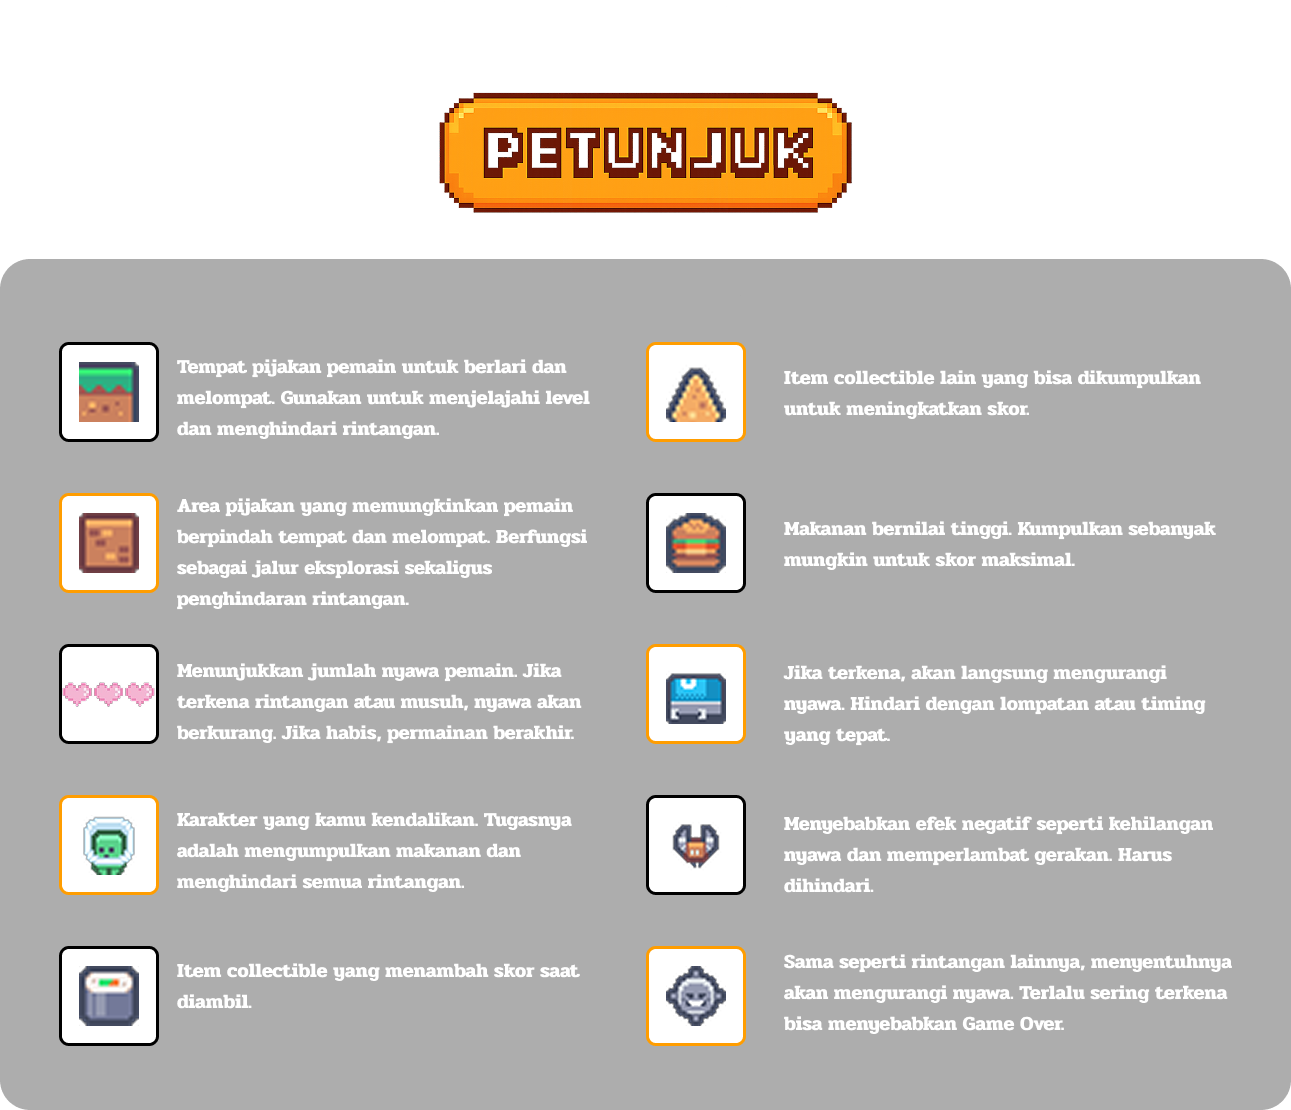 PETUNJUK
Tempat pijakan pemain untuk berlari dan
melompat. Gunakan untuk menjelajahi level
dan menghindari rintangan.
Area pijakan yang memungkinkan pemain
berpindah tempat dan melompat. Berfungsi
sebagai jalur eksplorasi sekaligus
penghindaran rintangan.
Menunjukkan jumlah nyawa pemain. Jika
terkena rintangan atau musuh, nyawa akan
berkurang. Jika habis, permainan berakhir.
Karakter yang kamu kendalikan. Tugasnya
adalah mengumpulkan makanan dan
menghindari semua rintangan.
Item collectible yang menambah skor saat
diambil.
Item collectible lain yang bisa dikumpulkan
untuk meningkatkan skor.
Makanan bernilai tinggi. Kumpulkan sebanyak
mungkin untuk skor maksimal.
Jika terkena, akan langsung mengurangi
nyawa. Hindari dengan lompatan atau timing
yang tepat.
Menyebabkan efek negatif seperti kehilangan
nyawa dan memperlambat gerakan. Harus
dihindari.
Sama seperti rintangan lainnya, menyentuhnya
akan mengurangi nyawa. Terlalu sering terkena
bisa menyebabkan Game Over.